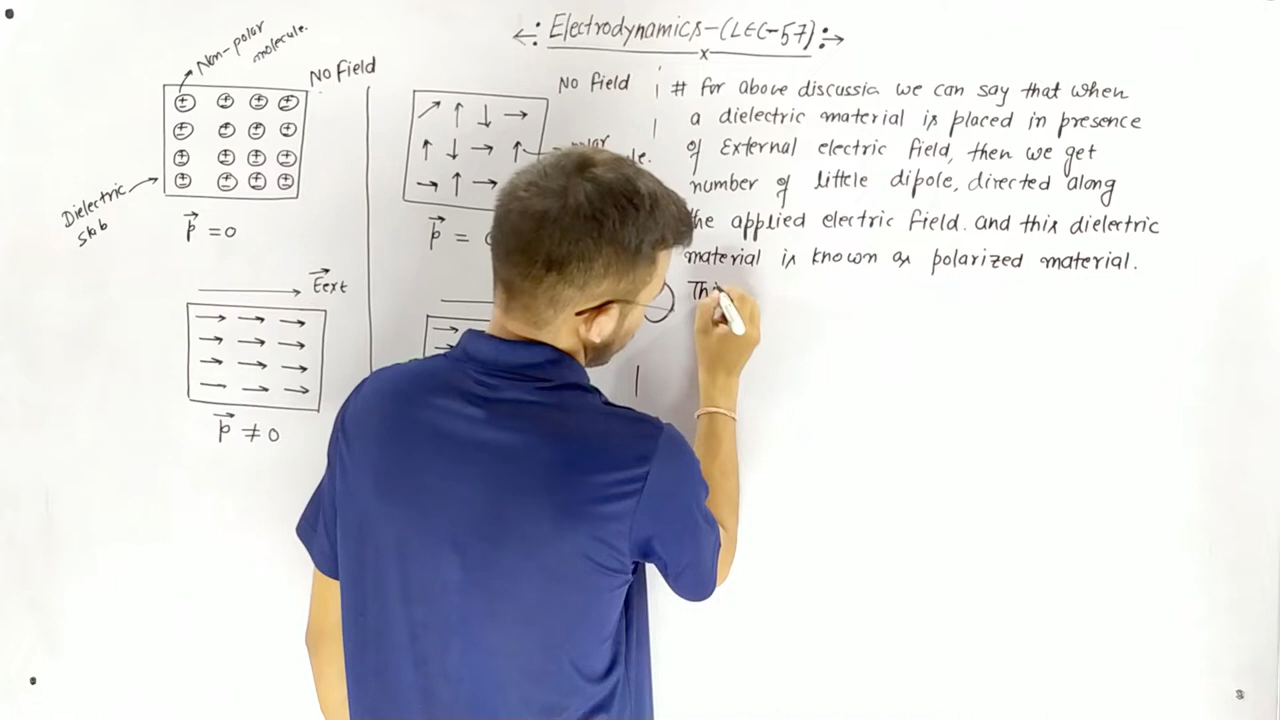 ←: Electrodynamics-(LEC-57) :→
x
Non-polar
molecule.
No Field
Dielectric
slab
p⃗ = 0
E⃗ext
p⃗ ≠ 0
No Field
p⃗ =
# for above discussia we can say that when
a dielectric material is placed in presence
of External electric field, then we get
number of little dipole, directed along
the applied electric field. and this dielectric
material is known as polarized material.
Thi